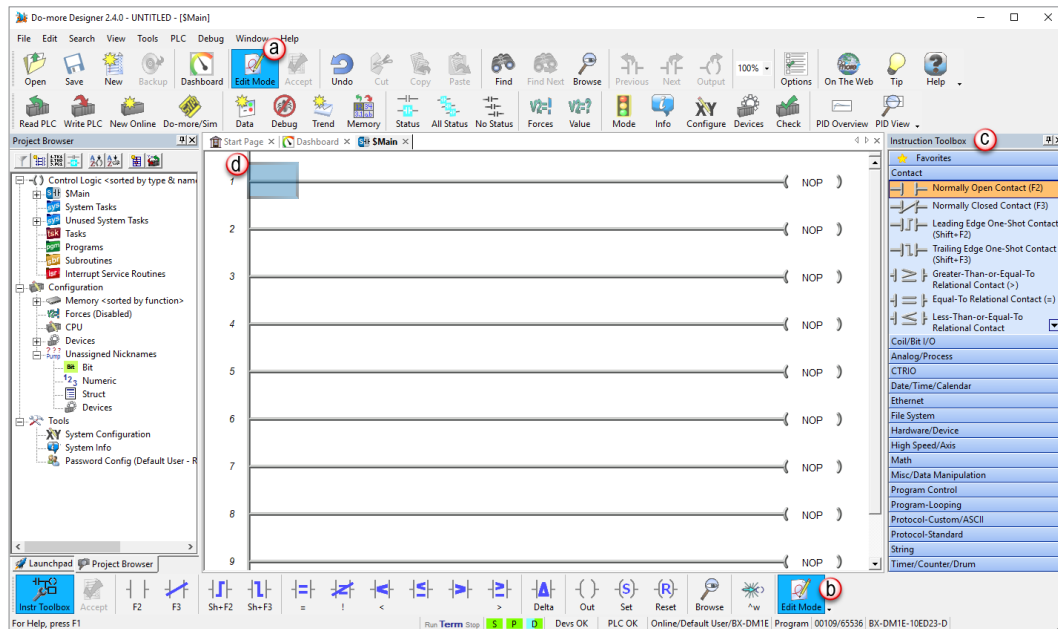 Do-more Designer 2.4.0 - UNTITLED - [$Main]
File Edit Search View Tools PLC Debug Window Help
a
Open Save New Backup Dashboard Edit Mode Accept Undo Cut Copy Paste Find Find Next Browse Previous Next Output 100% Options On The Web Tip Help
Read PLC Write PLC New Online Do-more/Sim Data Debug Trend Memory Status All Status No Status Forces Value Mode Info Configure Devices Check PID Overview PID View
Project Browser
Start Page Dashboard $Main
Instruction Toolbox
c
d
Control Logic <sorted by type & nam
$Main
System Tasks
Unused System Tasks
Tasks
Programs
Subroutines
Interrupt Service Routines
Configuration
Memory <sorted by function>
Forces (Disabled)
CPU
Devices
Unassigned Nicknames
Bit
Numeric
Struct
Devices
Tools
System Configuration
System Info
Password Config (Default User - R
Launchpad Project Browser
1 NOP
2 NOP
3 NOP
4 NOP
5 NOP
6 NOP
7 NOP
8 NOP
9 NOP
Favorites
Contact
Normally Open Contact (F2)
Normally Closed Contact (F3)
Leading Edge One-Shot Contact
(Shift+F2)
Trailing Edge One-Shot Contact
(Shift+F3)
Greater-Than-or-Equal-To
Relational Contact (>)
Equal-To Relational Contact (=)
Less-Than-or-Equal-To
Relational Contact
Coil/Bit I/O
Analog/Process
CTRIO
Date/Time/Calendar
Ethernet
File System
Hardware/Device
High Speed/Axis
Math
Misc/Data Manipulation
Program Control
Program-Looping
Protocol-Custom/ASCII
Protocol-Standard
String
Timer/Counter/Drum
Instr Toolbox Accept F2 F3 Sh+F2 Sh+F3 = ! < > Delta Out Set Reset Browse ^w Edit Mode
b
For Help, press F1
Run Term Stop S P D Devs OK PLC OK Online/Default User/BX-DM1E Program 00109/65536 BX-DM1E-10ED23-D